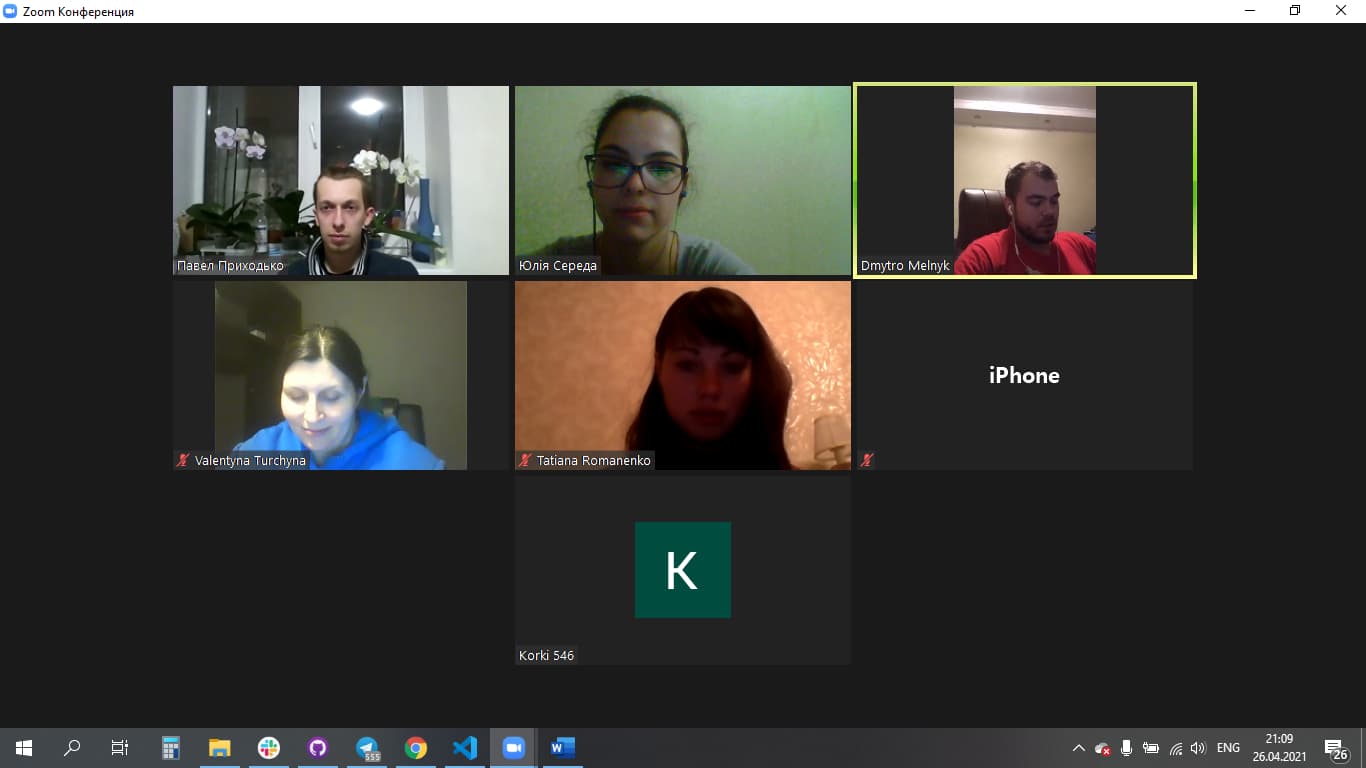 Zoom Конференция
Павел Приходько
Юлія Середа
Dmytro Melnyk
Valentyna Turchyna
Tatiana Romanenko
iPhone
K
Korki 546
555
W
ENG
21:09
26.04.2021
26